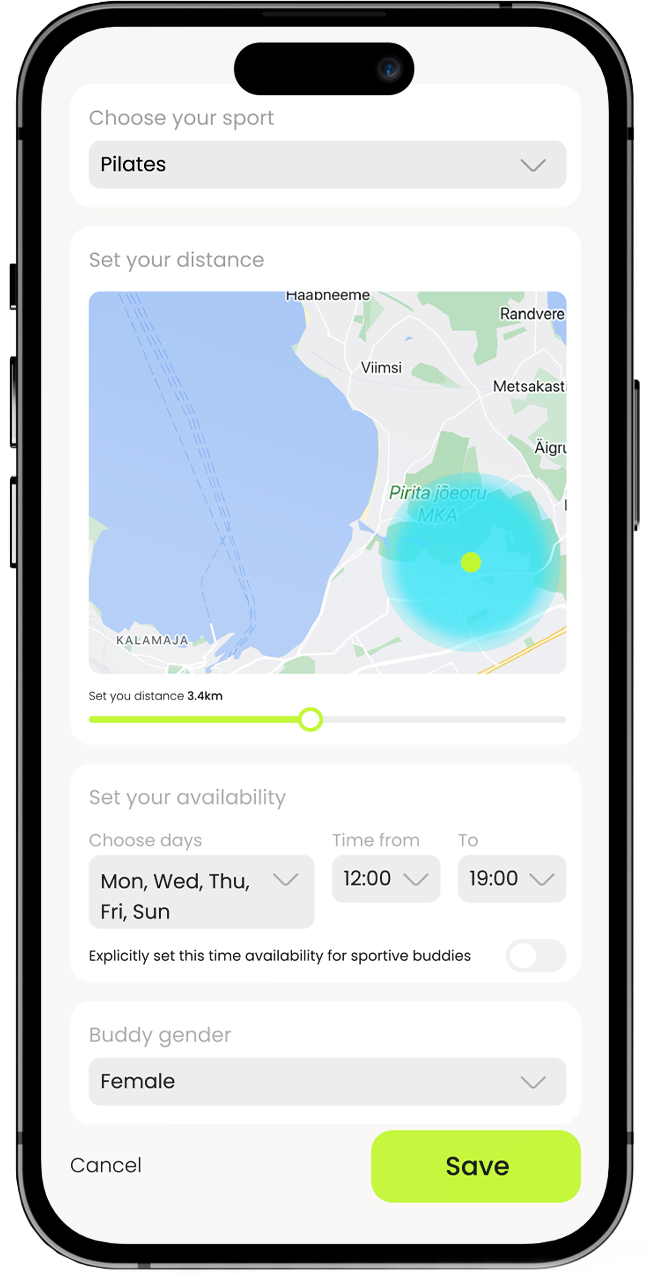 Choose your sport
Pilates
Set your distance
Haabneeme
Randvere
Viimsi
Metsakasti
Pirita jõeoru
MKA
KALAMAJA
Set you distance 3.4km
Set your availability
Choose days
Time from
To
Mon, Wed, Thu,
Fri, Sun
12:00
19:00
Explicitly set this time availability for sportive buddies
Buddy gender
Female
Cancel
Save